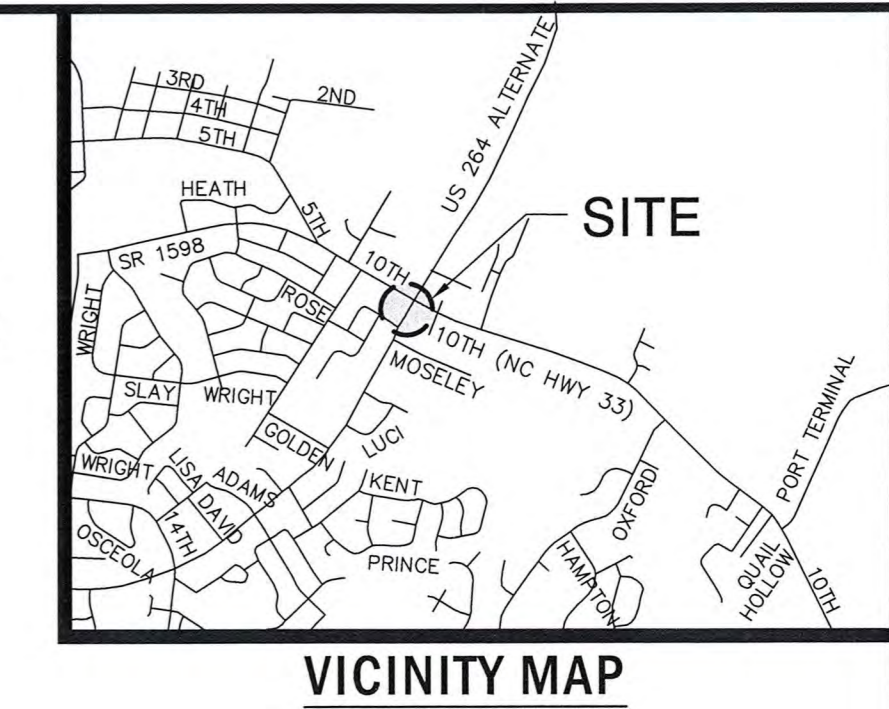 3RD
2ND
4TH
5TH
US 264 ALTERNATE
HEATH
5TH
SITE
SR 1598
10TH
WRIGHT
ROSE
10TH (NC HWY 33)
MOSELEY
SLAY
WRIGHT
PORT TERMINAL
GOLDEN
LUCI
WRIGHT
LISA
ADAMS
KENT
OXFORD
14TH
DAVID
OSCEOLA
PRINCE
HAMPTON
QUAIL
HOLLOW
10TH
VICINITY MAP